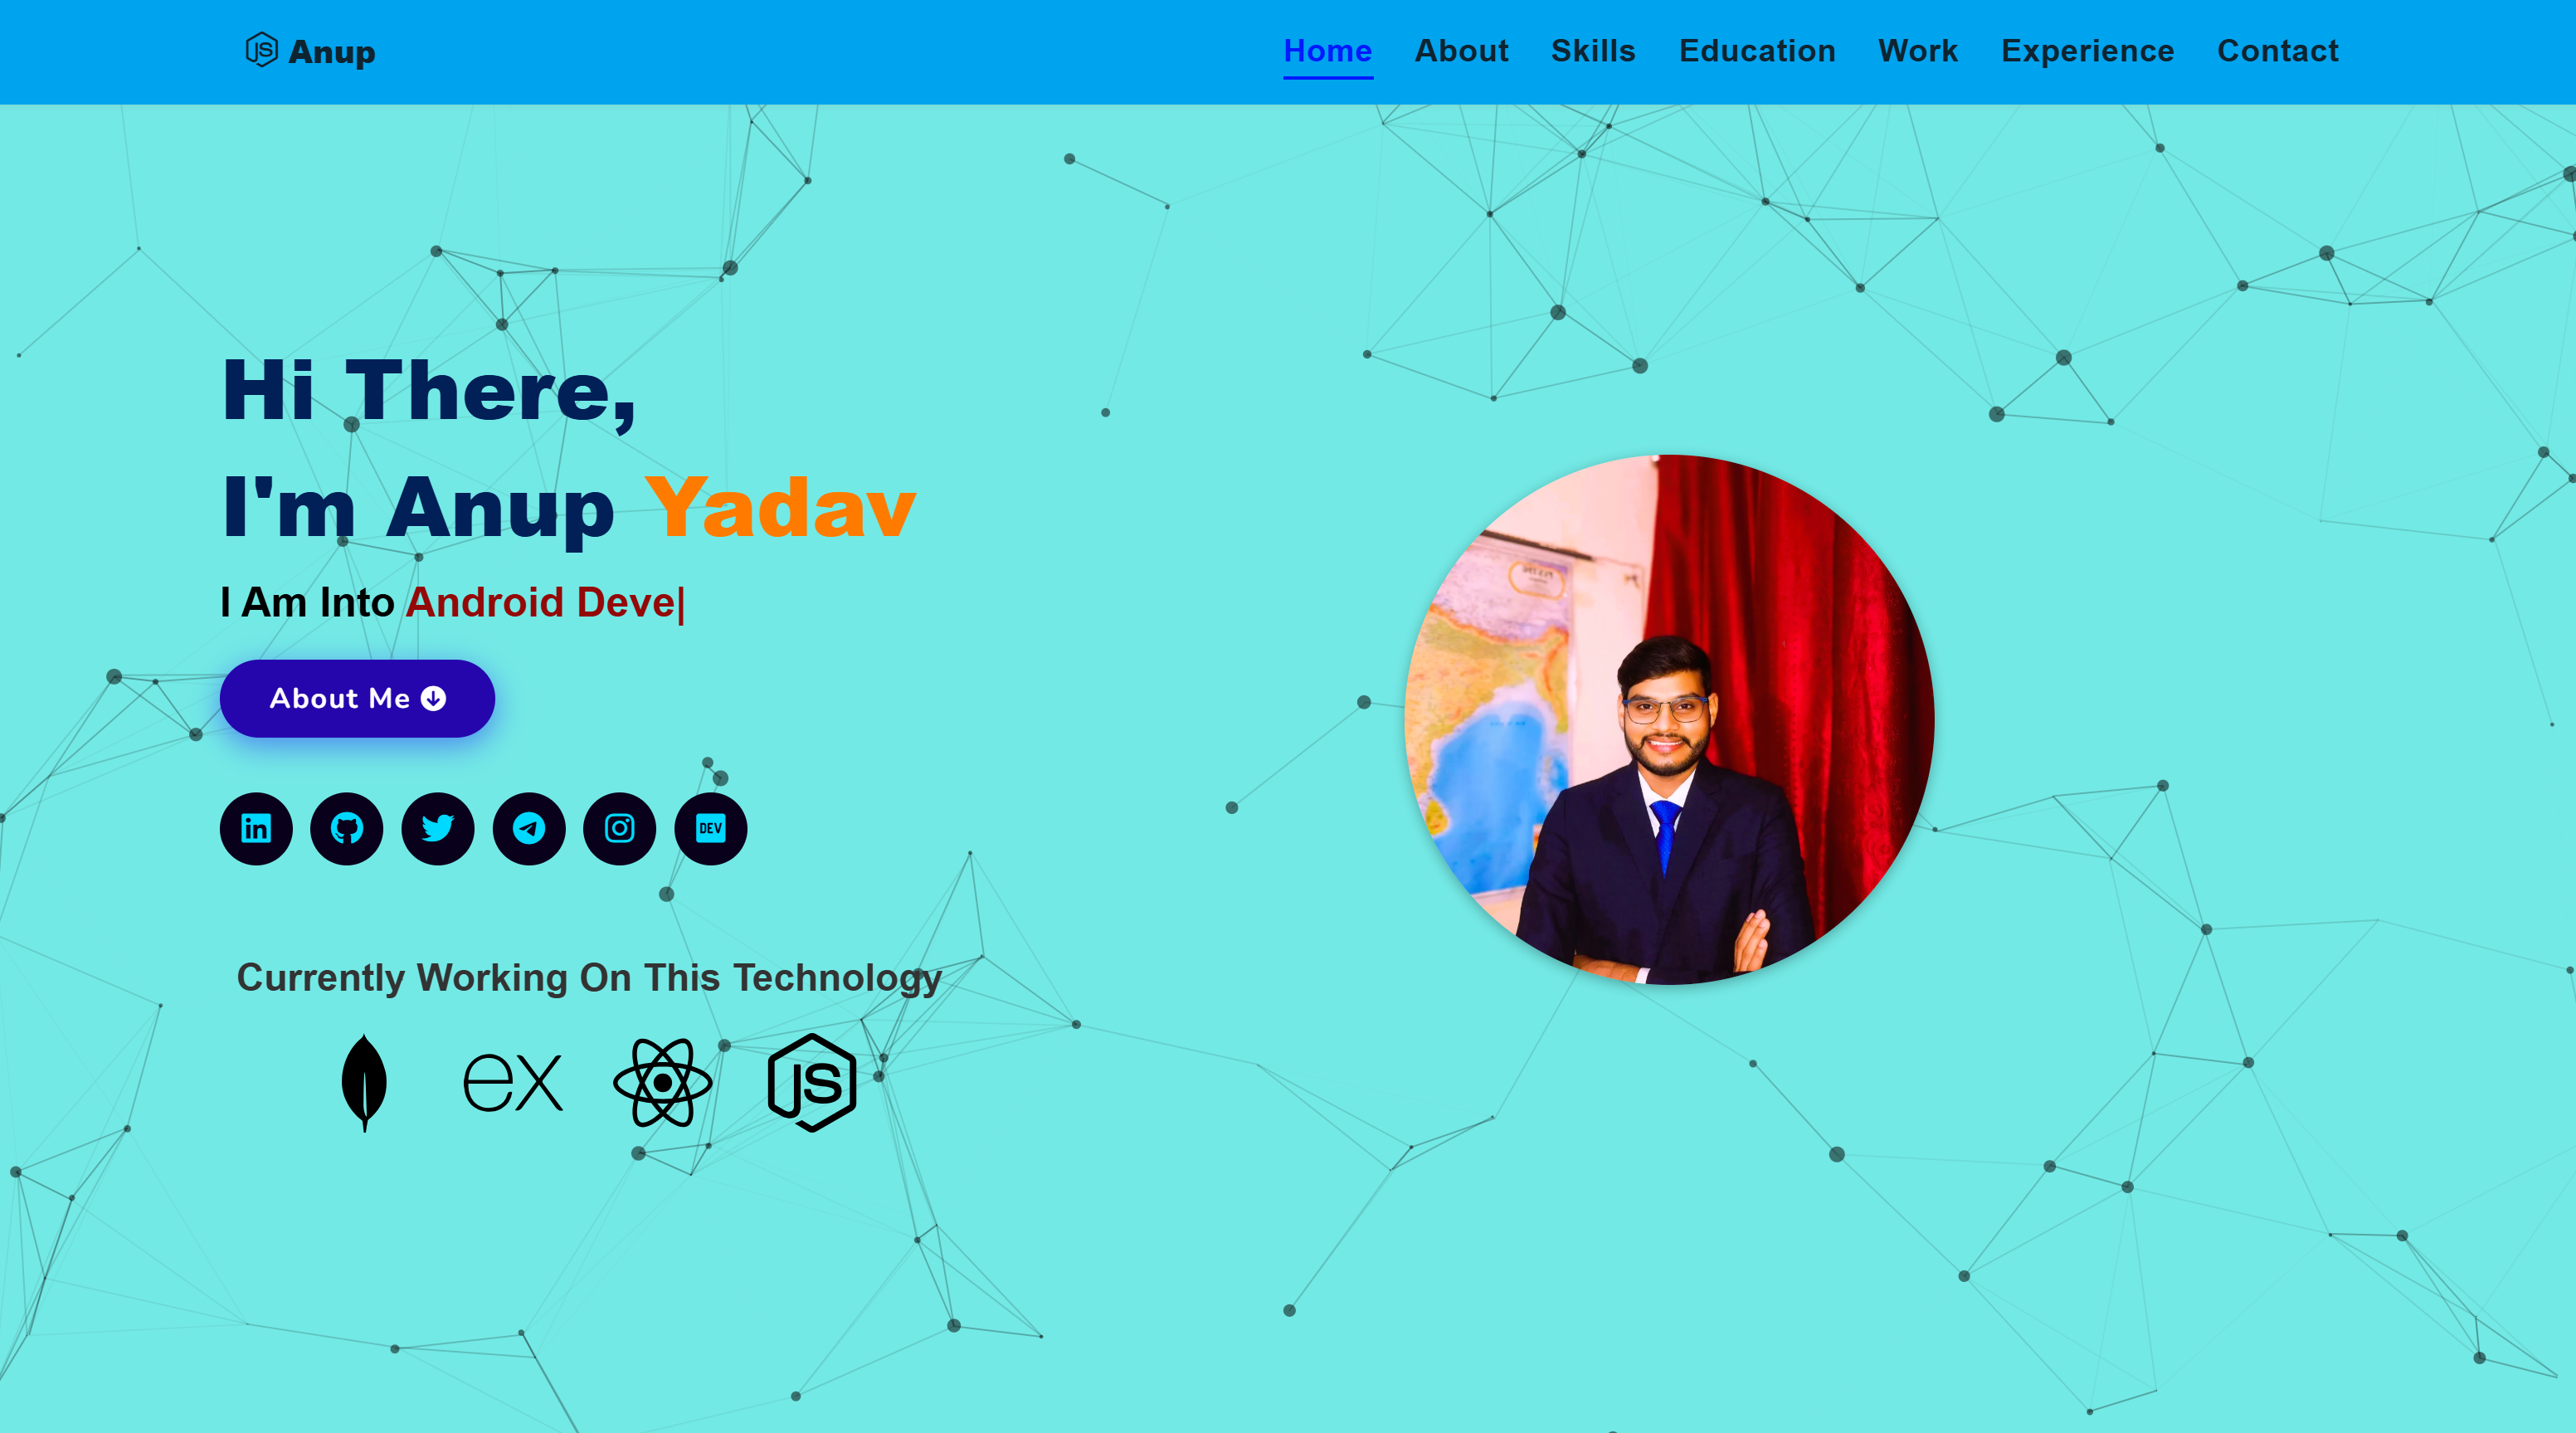 Anup
Home About Skills Education Work Experience Contact
Hi There,
I'm Anup Yadav
I Am Into Android Deve|
About Me
in
DEV
Currently Working On This Technology
ex
JS